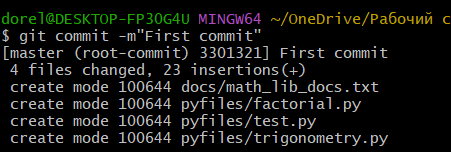 dorel@DESKTOP-FP3OG4U MINGW64 ~/OneDrive/Рабочий с
$ git commit -m"First commit"
[master (root-commit) 3301321] First commit
 4 files changed, 23 insertions(+)
 create mode 100644 docs/math_lib_docs.txt
 create mode 100644 pyfiles/factorial.py
 create mode 100644 pyfiles/test.py
 create mode 100644 pyfiles/trigonometry.py